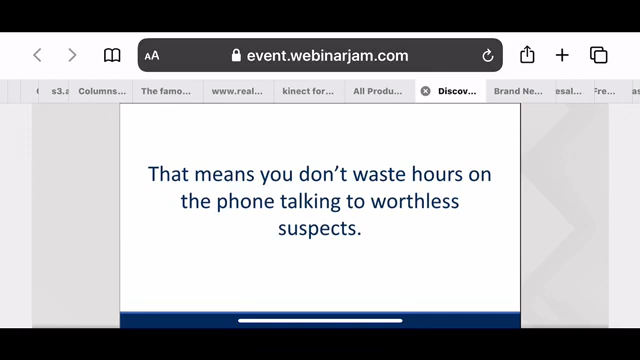 AA event.webinarjam.com
s3.a Columns... The famo... www.real... kinect for... All Produ... Discov... Brand Ne... esal... Fre...
That means you don't waste hours on
the phone talking to worthless
suspects.